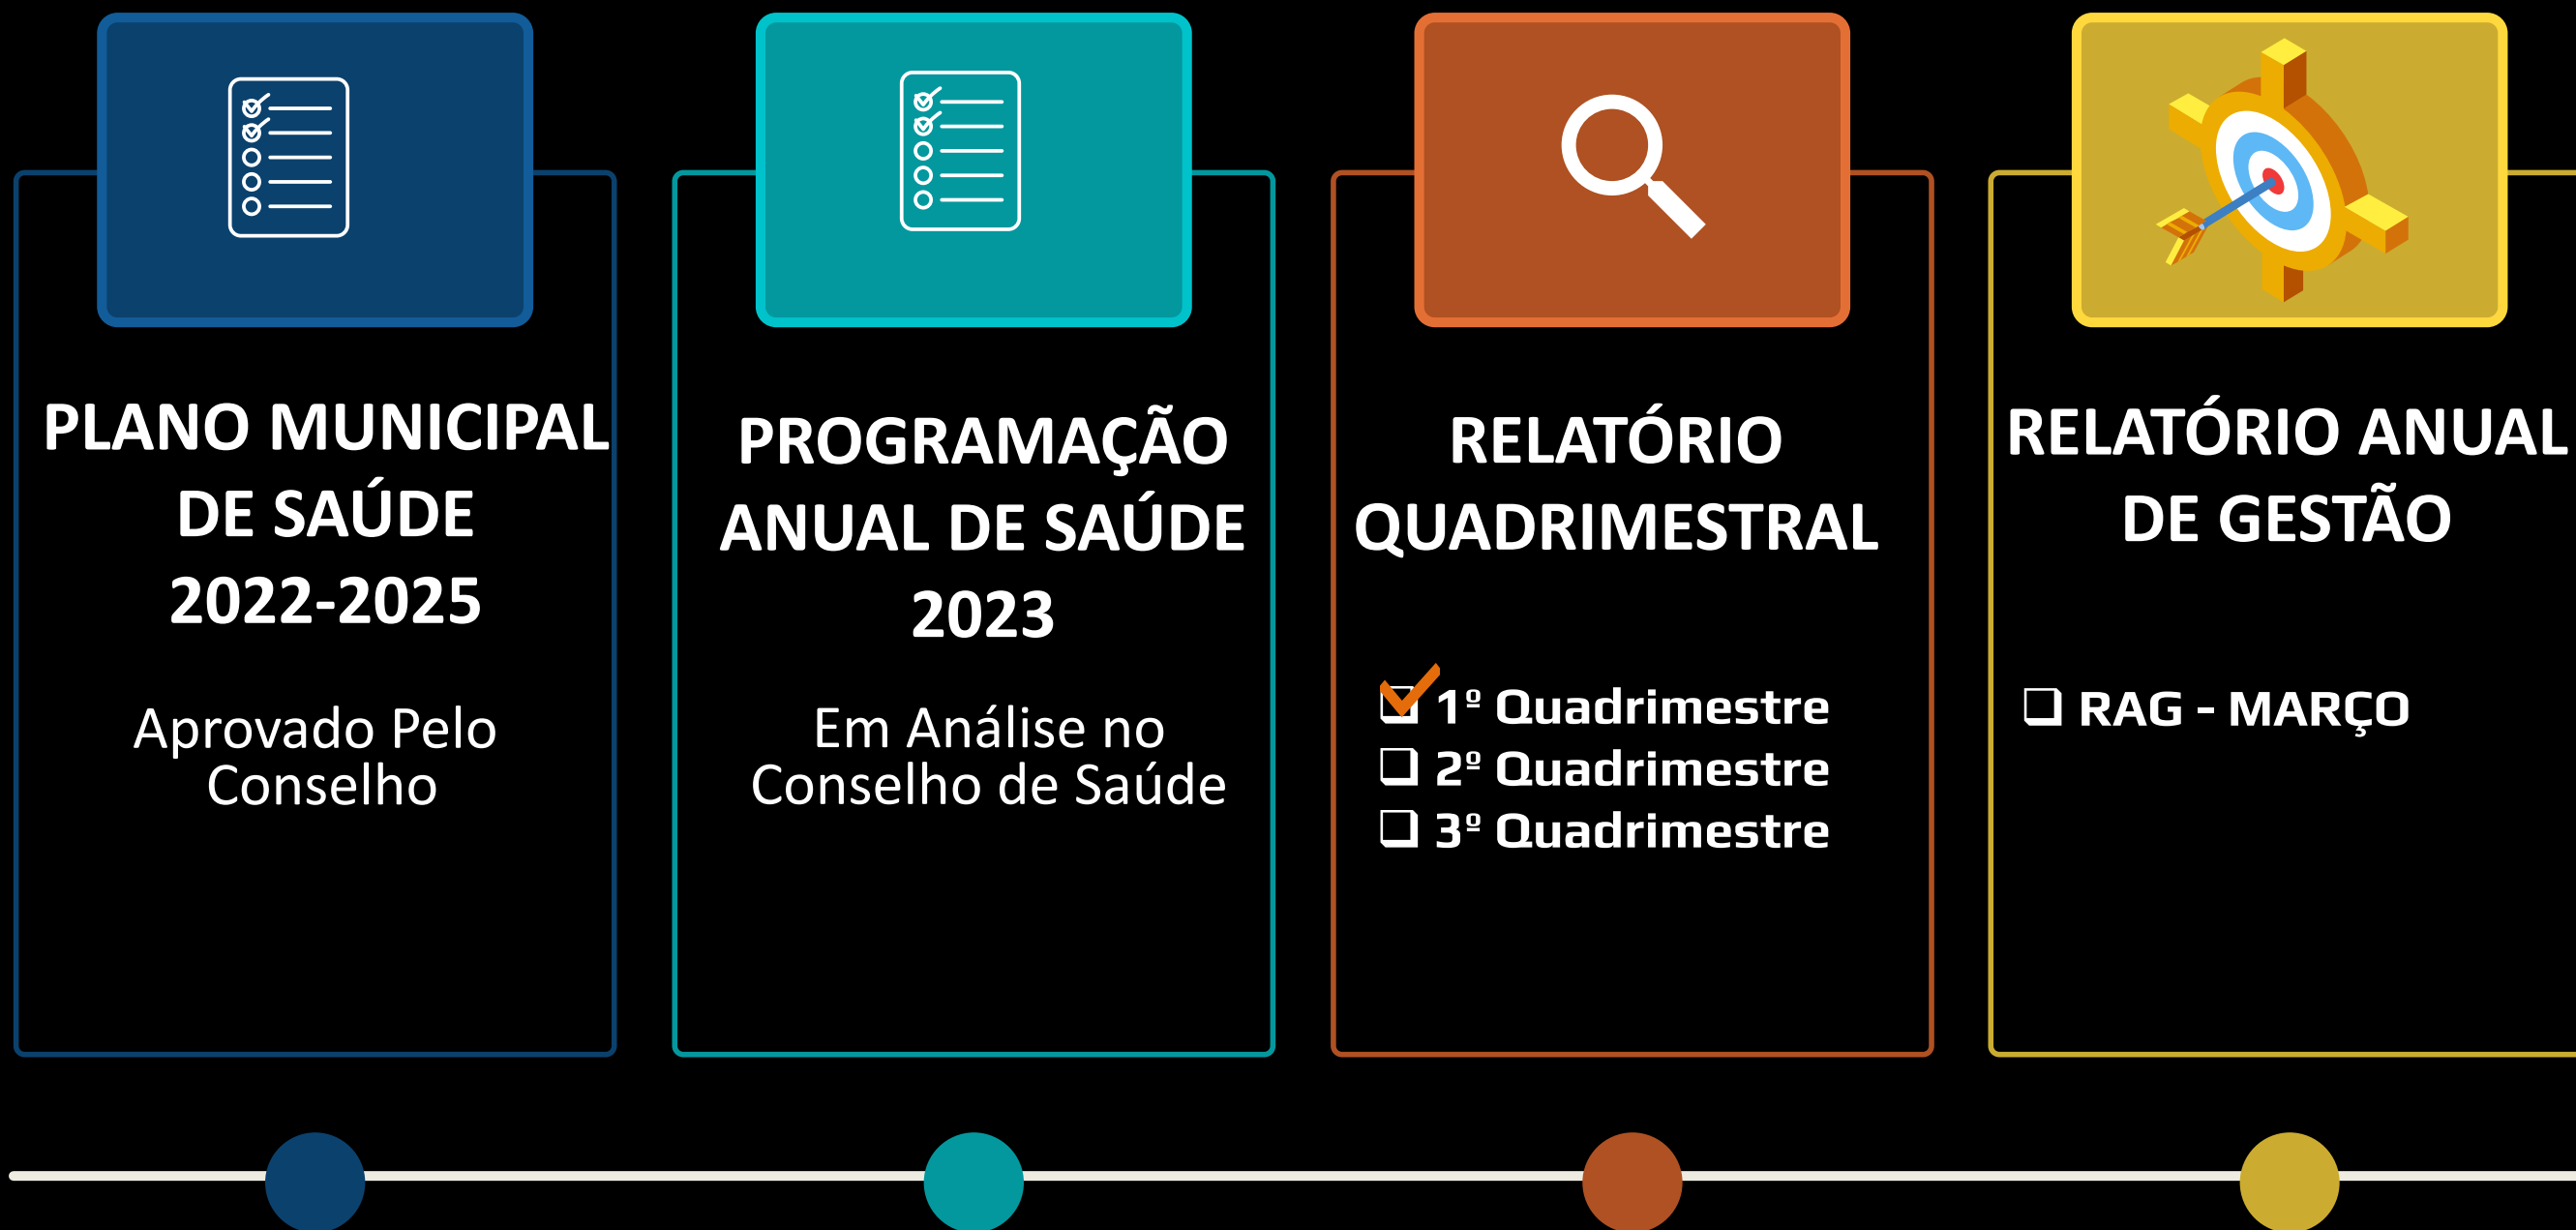 PLANO MUNICIPAL
DE SAÚDE
2022-2025
Aprovado Pelo
Conselho
PROGRAMAÇÃO
ANUAL DE SAÚDE
2023
Em Análise no
Conselho de Saúde
RELATÓRIO
QUADRIMESTRAL
1º Quadrimestre
2º Quadrimestre
3º Quadrimestre
RELATÓRIO ANUAL
DE GESTÃO
RAG - MARÇO